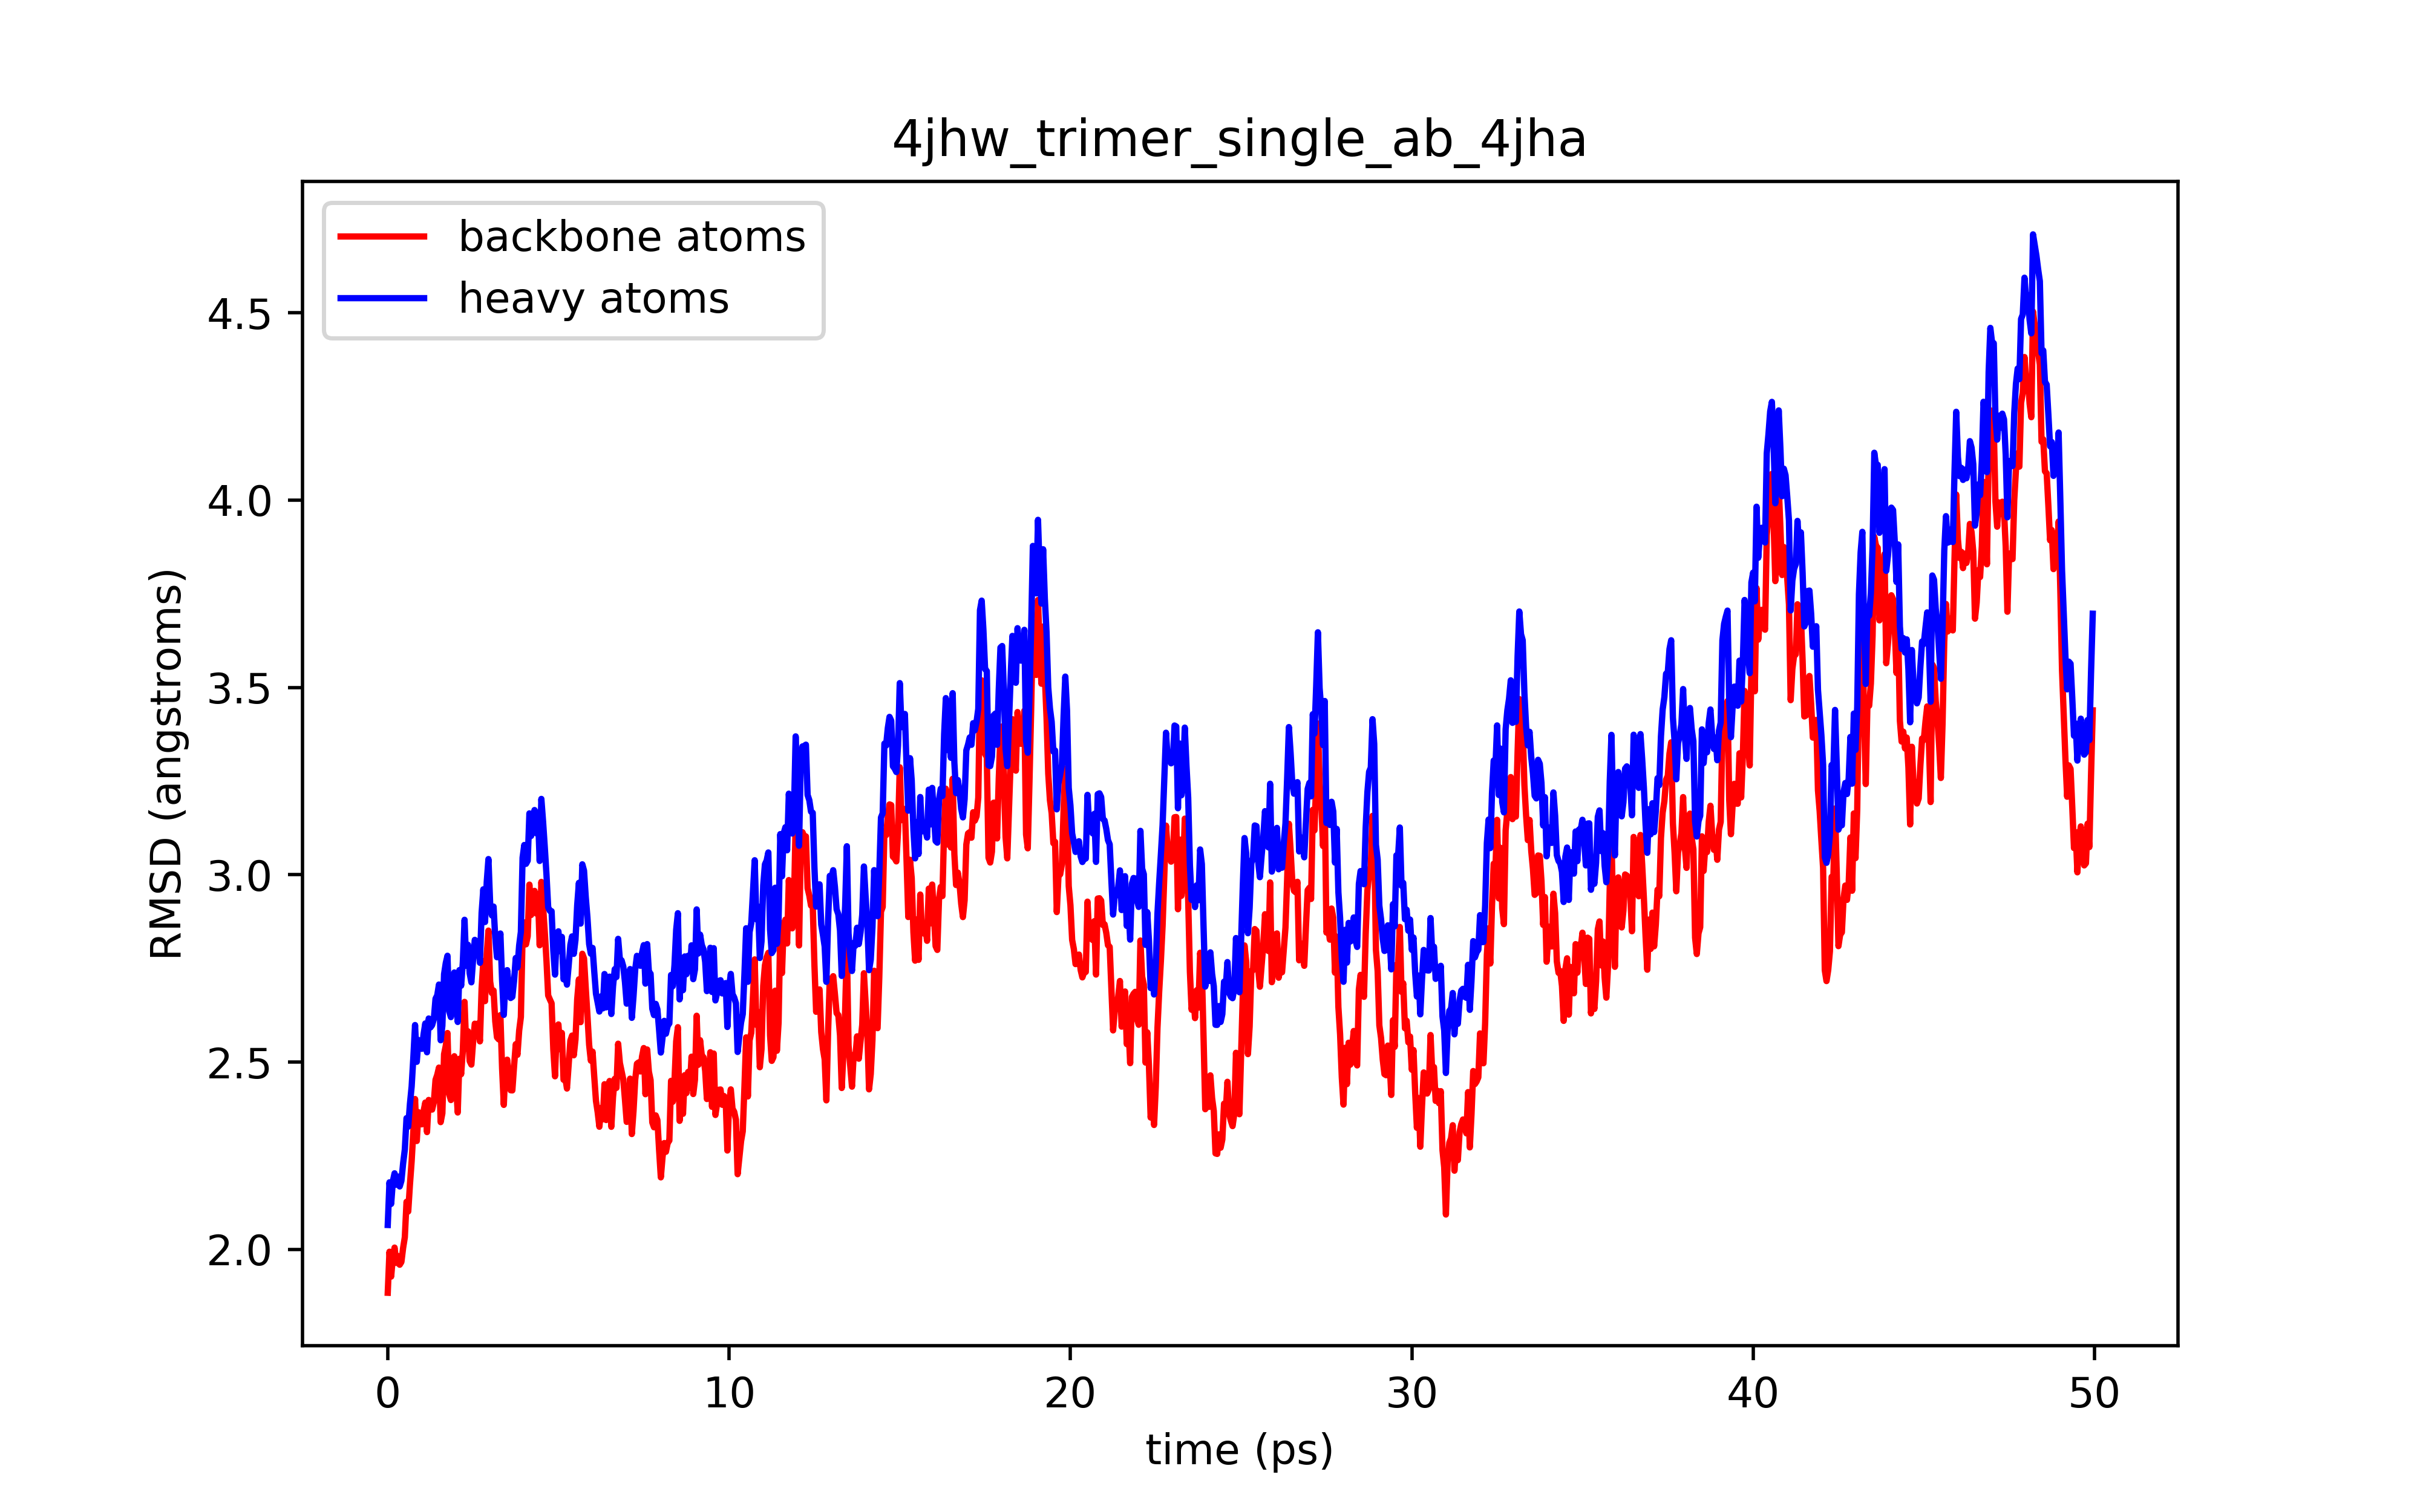 4jhw_trimer_single_ab_4jha
backbone atoms
heavy atoms
RMSD (angstroms)
4.5
4.0
3.5
3.0
2.5
2.0
0 10 20 30 40 50
time (ps)